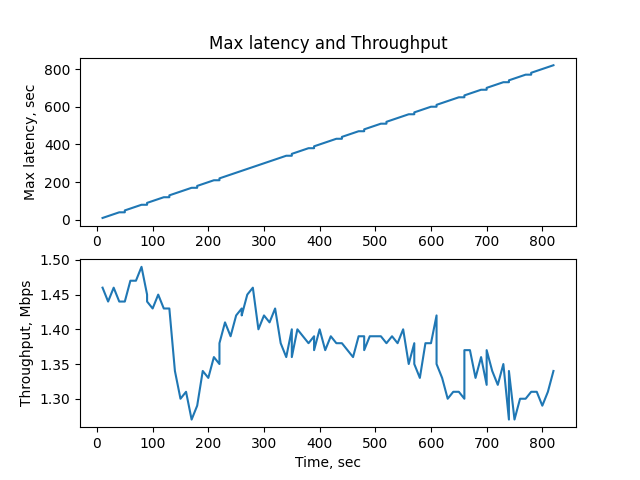 Max latency and Throughput
Max latency, sec
800
600
400
200
0
0 100 200 300 400 500 600 700 800
Throughput, Mbps
1.50
1.45
1.40
1.35
1.30
0 100 200 300 400 500 600 700 800
Time, sec